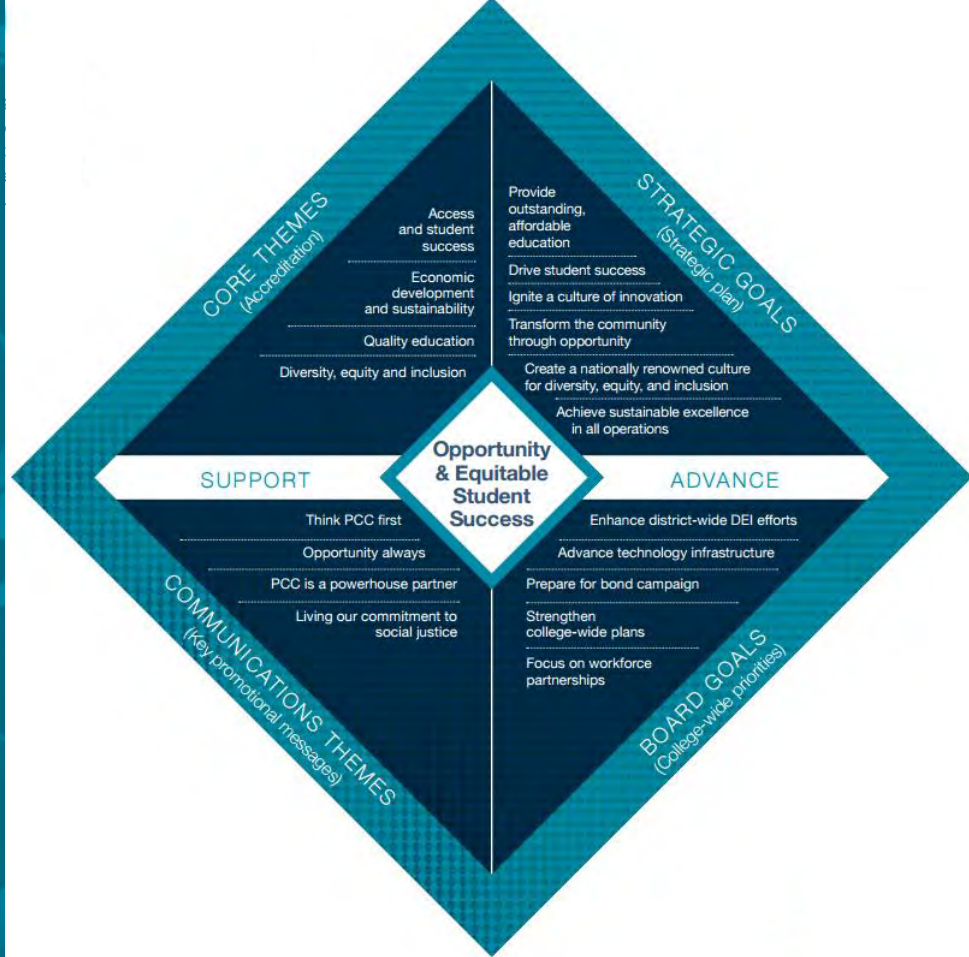 CORE THEMES
(Accreditation)
Access
and student
success
Economic
development
and sustainability
Quality education
Diversity, equity and inclusion
STRATEGIC GOALS
(Strategic plan)
Provide
outstanding,
affordable
education
Drive student success
Ignite a culture of innovation
Transform the community
through opportunity
Create a nationally renowned culture
for diversity, equity, and inclusion
Achieve sustainable excellence
in all operations
SUPPORT
Opportunity
& Equitable
Student
Success
ADVANCE
Think PCC first
Opportunity always
PCC is a powerhouse partner
Living our commitment to
social justice
COMMUNICATIONS THEMES
(Key promotional messages)
Enhance district-wide DEI efforts
Advance technology infrastructure
Prepare for bond campaign
Strengthen
college-wide plans
Focus on workforce
partnerships
BOARD GOALS
(College-wide priorities)